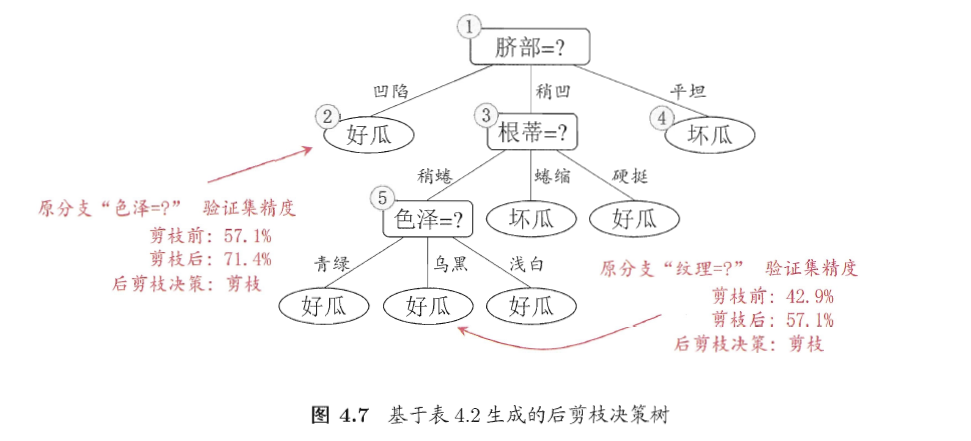 ①
脐部=?
凹陷
稍凹
平坦
②
好瓜
③
根蒂=?
④
坏瓜
稍蜷
蜷缩
硬挺
原分支“色泽=?” 验证集精度
剪枝前: 57.1%
剪枝后: 71.4%
后剪枝决策: 剪枝
⑤
色泽=?
坏瓜
好瓜
青绿
乌黑
浅白
好瓜
好瓜
好瓜
原分支“纹理=?” 验证集精度
剪枝前: 42.9%
剪枝后: 57.1%
后剪枝决策: 剪枝
图 4.7 基于表 4.2 生成的后剪枝决策树